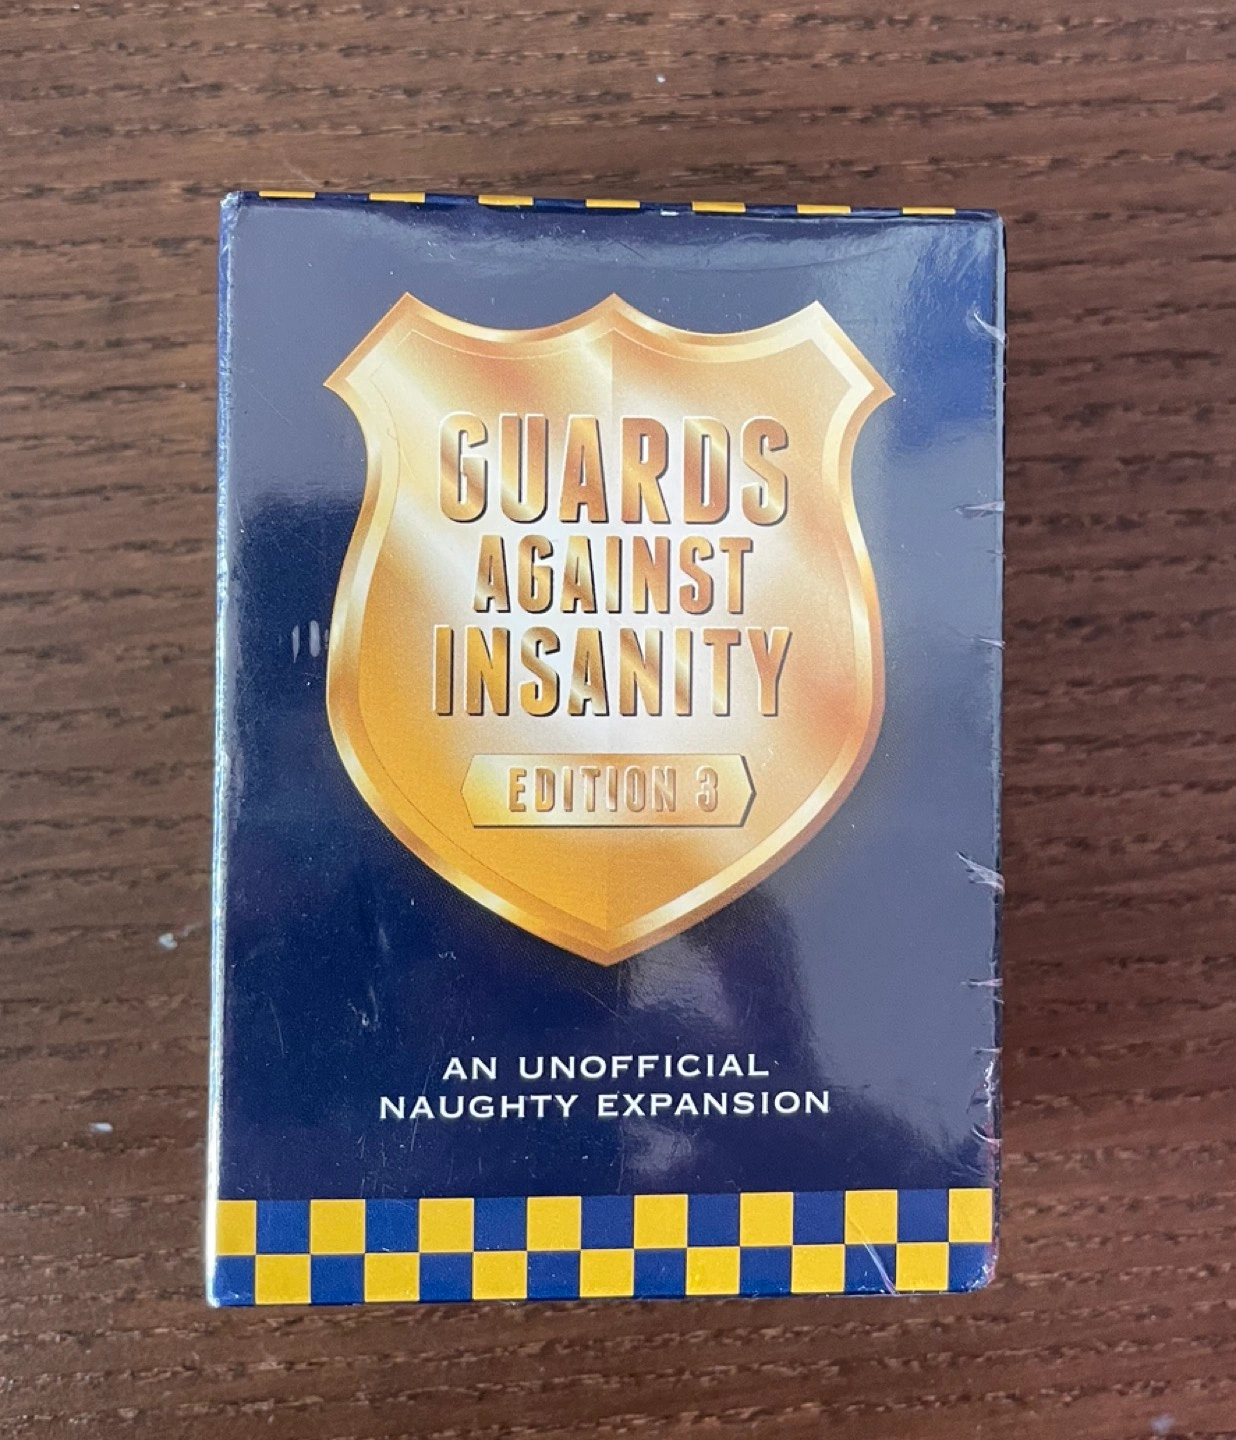 GUARDS
AGAINST
INSANITY
EDITION 3
AN UNOFFICIAL
NAUGHTY EXPANSION